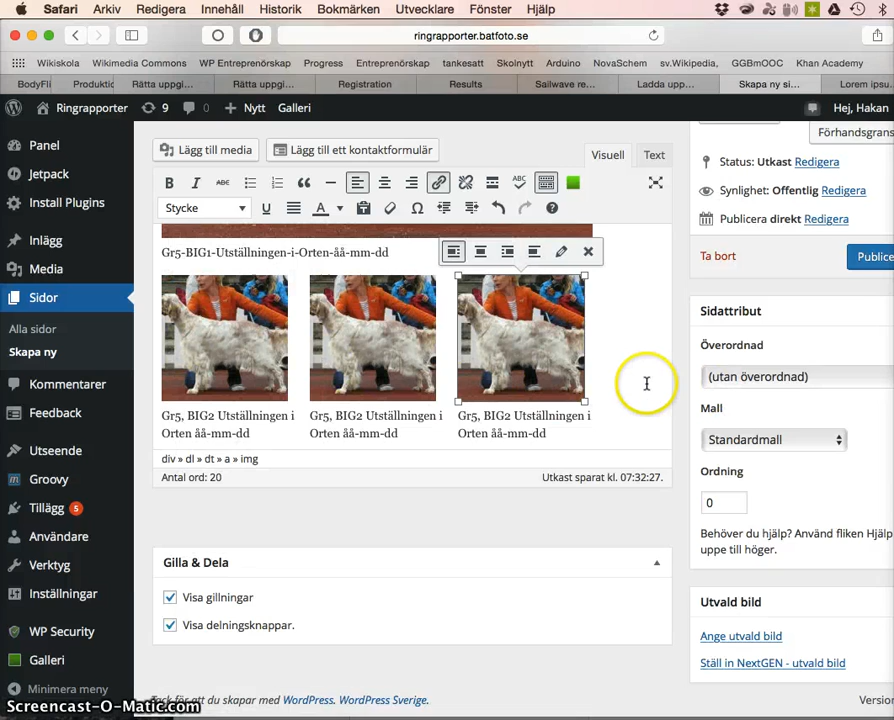 Safari Arkiv Redigera Innehåll Historik Bokmärken Utvecklare Fönster Hjälp
ringrapporter.batfoto.se
Wikiskola Wikimedia Commons WP Entreprenörskap Progress Entreprenörskap tankesatt Skolnytt Arduino NovaSchem sv.Wikipedia, GGBmOOC Khan Academy
BodyFli Produktic Rätta uppgi... Rätta uppgi... Registration Results Sailwave re... Ladda upp... Skapa ny si... Lorem ipsu...
Ringrapporter 9 0 Nytt Galleri Hej, Hakan
Panel
Jetpack
Install Plugins
Inlägg
Media
Sidor
Alla sidor
Skapa ny
Kommentarer
Feedback
Utseende
Groovy
Tillägg 5
Användare
Verktyg
Inställningar
WP Security
Galleri
Minimera meny
Lägg till media Lägg till ett kontaktformulär Visuell Text
B I ABC ABC
Stycke U A Ω
Gr5-BIG1-Utställningen-i-Orten-åå-mm-dd
Gr5, BIG2 Utställningen i
Orten åå-mm-dd
Gr5, BIG2 Utställningen i
Orten åå-mm-dd
Gr5, BIG2 Utställningen i
Orten åå-mm-dd
div » dl » dt » a » img
Antal ord: 20 Utkast sparat kl. 07:32:27.
Gilla & Dela
Visa gillningar
Visa delningsknappar.
för att du skapar med WordPress. WordPress Sverige.
Förhandsgrans
Status: Utkast Redigera
Synlighet: Offentlig Redigera
Publicera direkt Redigera
Ta bort Publice
Sidattribut
Överordnad
(utan överordnad)
Mall
Standardmall
Ordning
0
Behöver du hjälp? Använd fliken Hjälp
uppe till höger.
Utvald bild
Ange utvald bild
Ställ in NextGEN - utvald bild
Version
Screencast-O-Matic.com